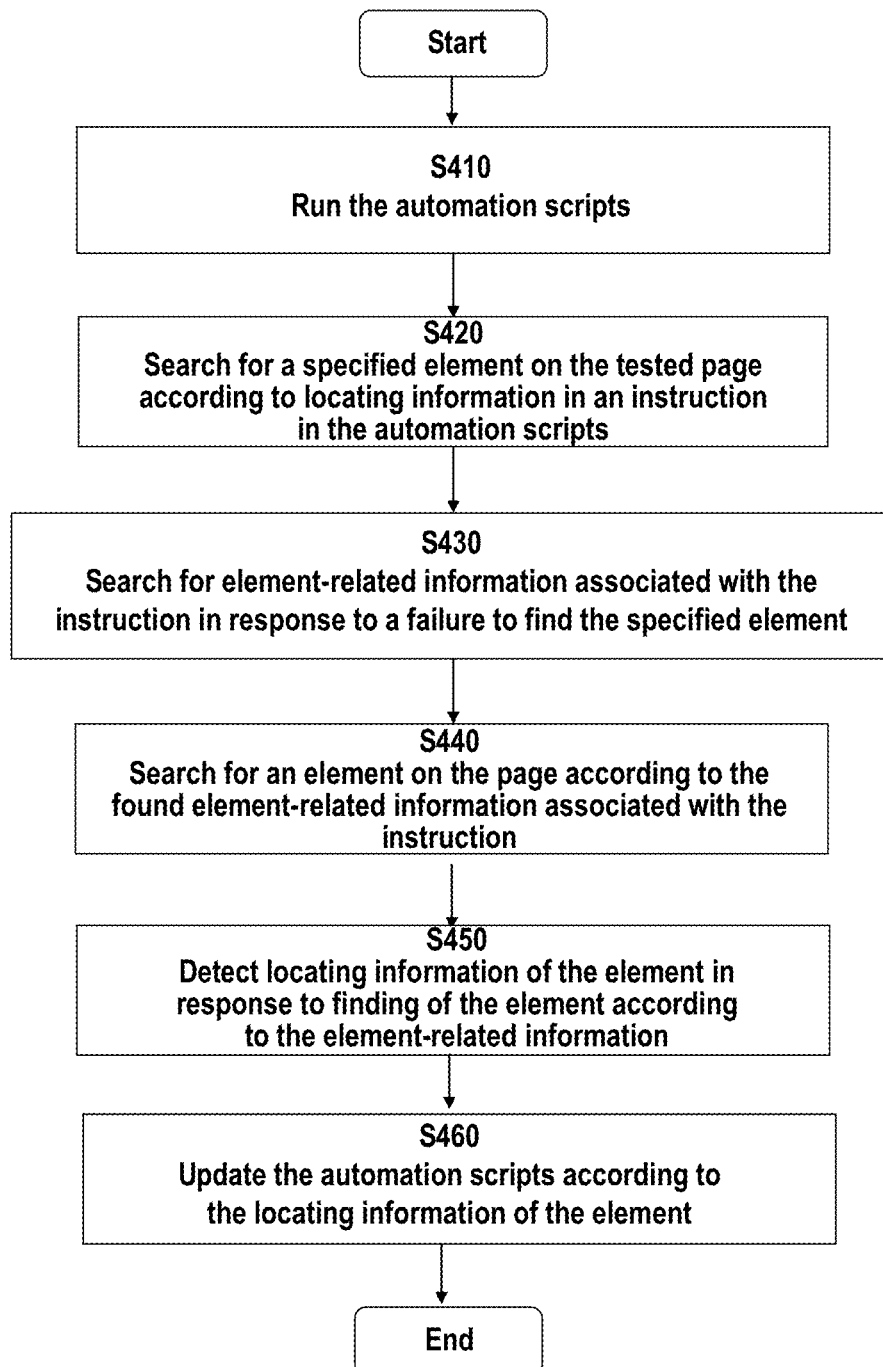 Start
S410
Run the automation scripts
S420
Search for a specified element on the tested page
according to locating information in an instruction
in the automation scripts
S430
Search for element-related information associated with the
instruction in response to a failure to find the specified element
S440
Search for an element on the page according to the
found element-related information associated with the
instruction
S450
Detect locating information of the element in
response to finding of the element according
to the element-related information
S460
Update the automation scripts according to
the locating information of the element
End